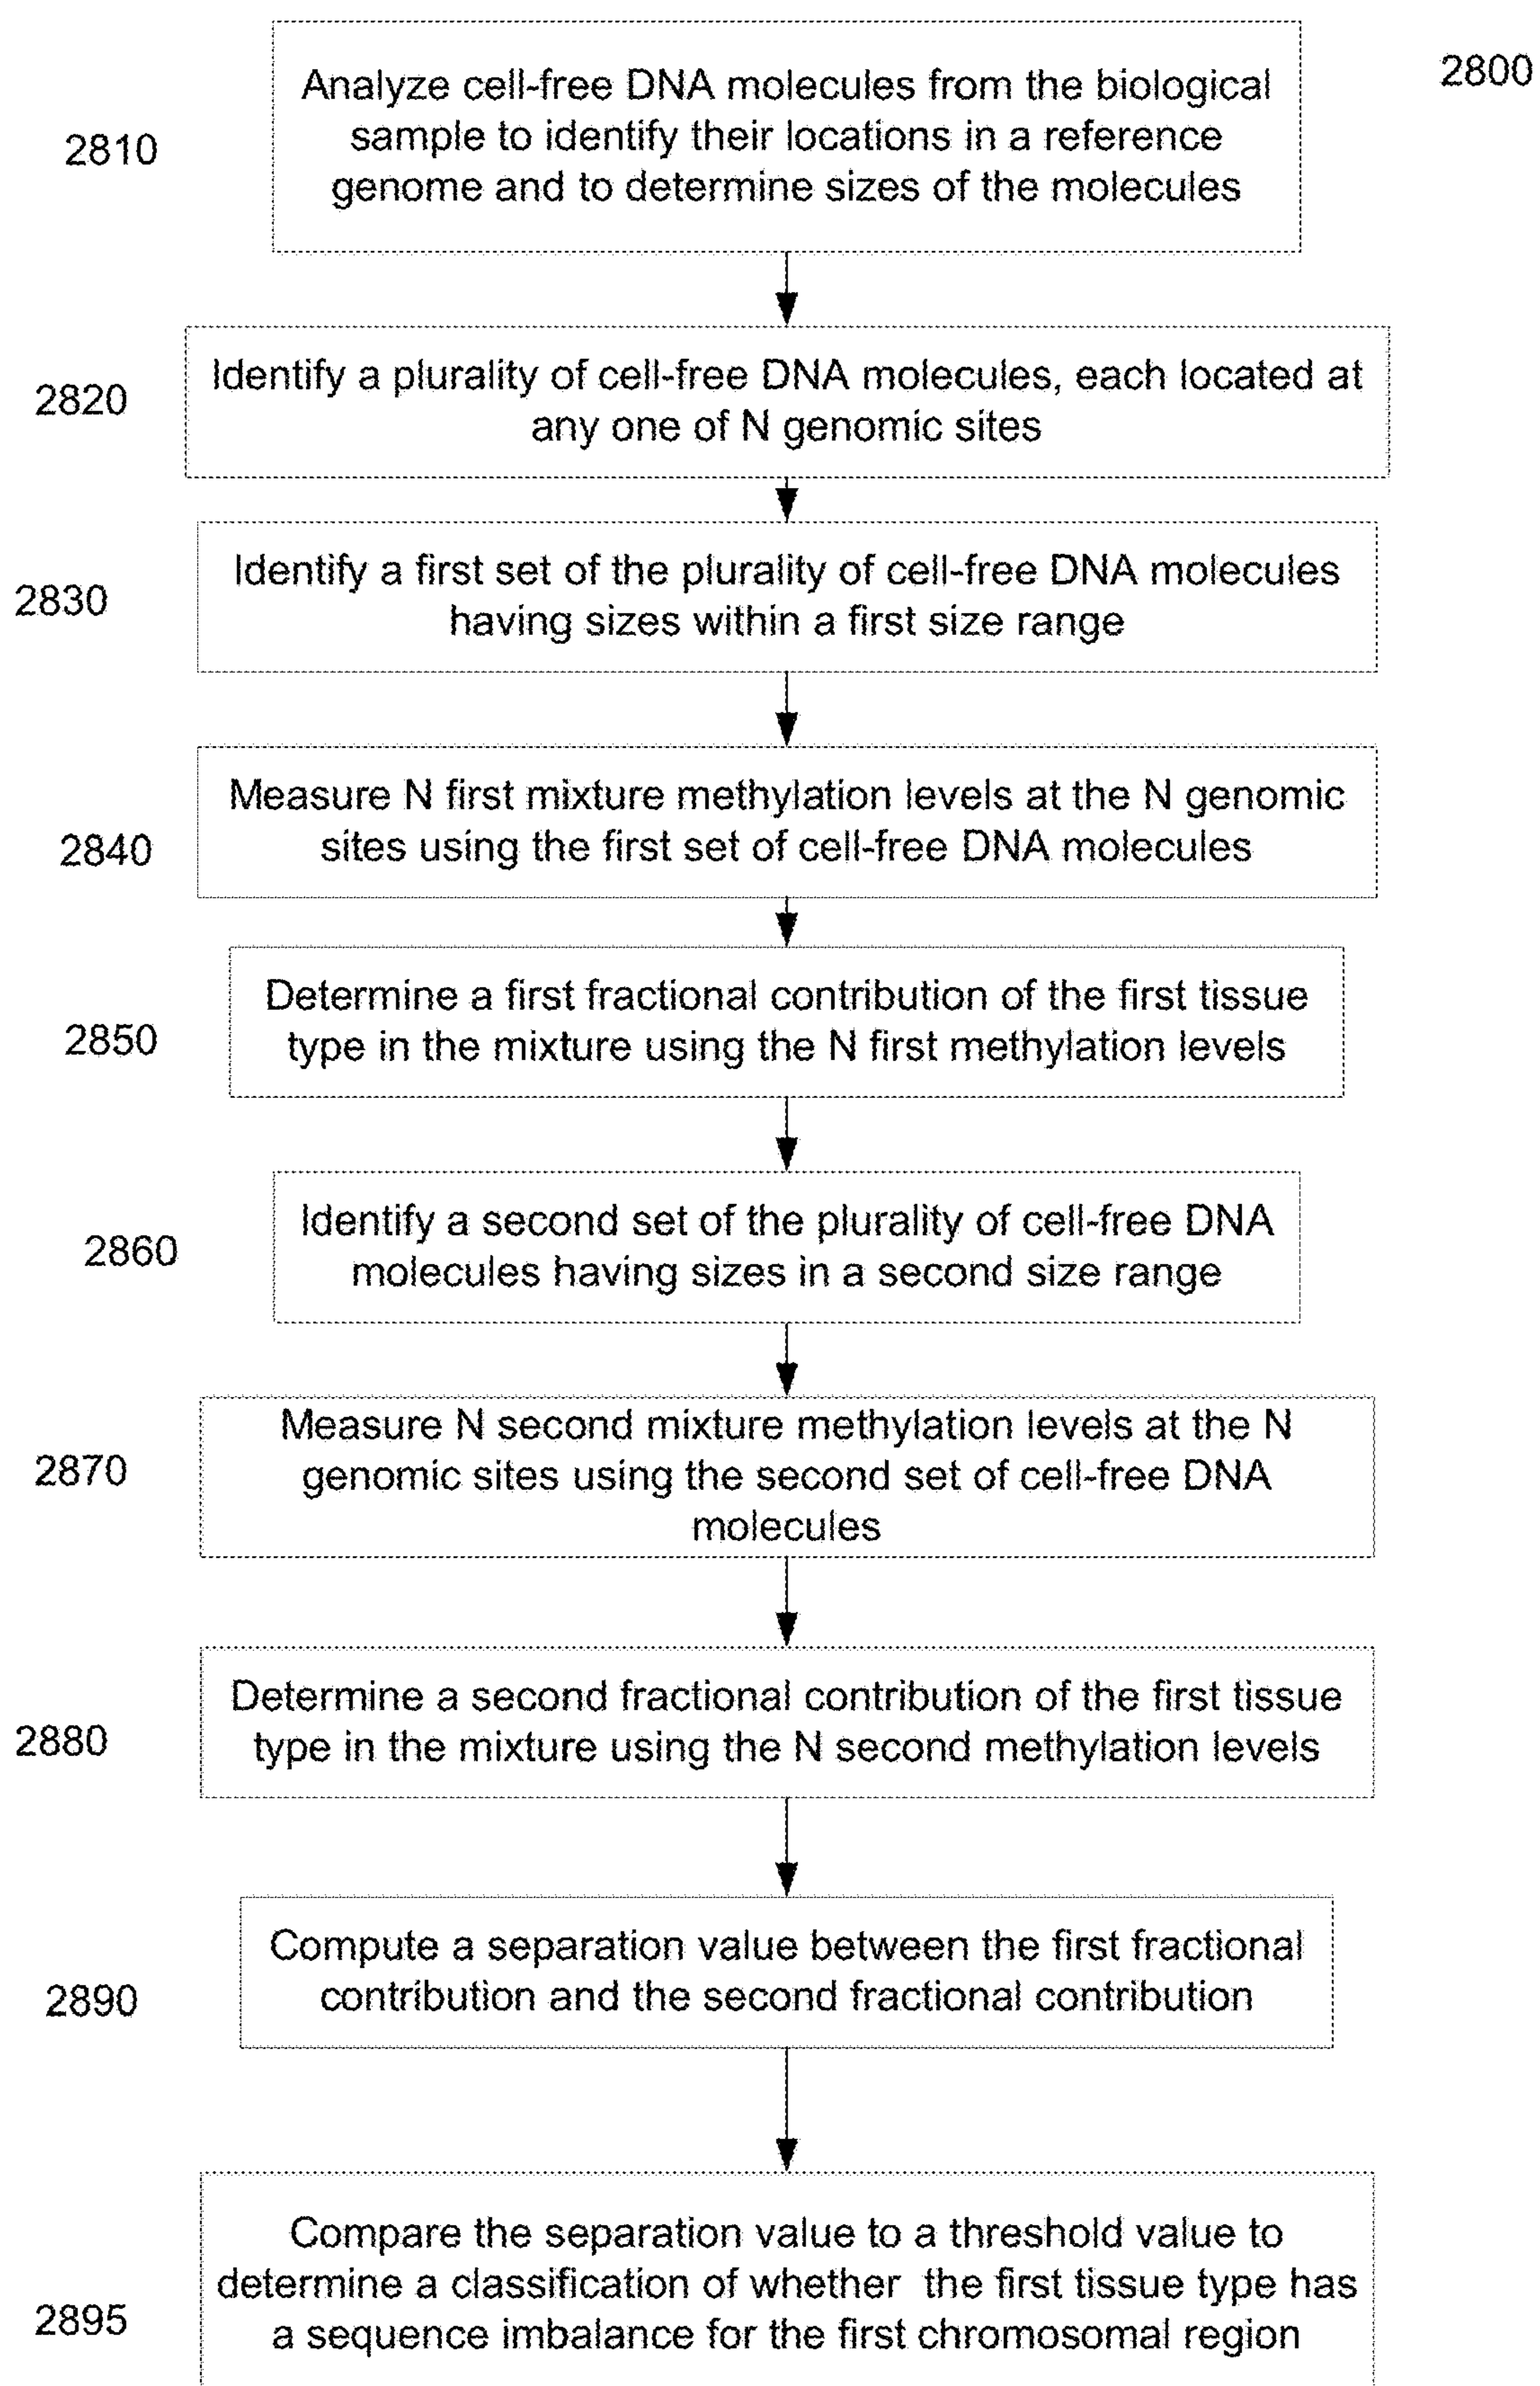 2800
2810
Analyze cell-free DNA molecules from the biological
sample to identify their locations in a reference
genome and to determine sizes of the molecules
2820
Identify a plurality of cell-free DNA molecules, each located at
any one of N genomic sites
2830
Identify a first set of the plurality of cell-free DNA molecules
having sizes within a first size range
2840
Measure N first mixture methylation levels at the N genomic
sites using the first set of cell-free DNA molecules
2850
Determine a first fractional contribution of the first tissue
type in the mixture using the N first methylation levels
2860
Identify a second set of the plurality of cell-free DNA
molecules having sizes in a second size range
2870
Measure N second mixture methylation levels at the N
genomic sites using the second set of cell-free DNA
molecules
2880
Determine a second fractional contribution of the first tissue
type in the mixture using the N second methylation levels
2890
Compute a separation value between the first fractional
contribution and the second fractional contribution
2895
Compare the separation value to a threshold value to
determine a classification of whether the first tissue type has
a sequence imbalance for the first chromosomal region